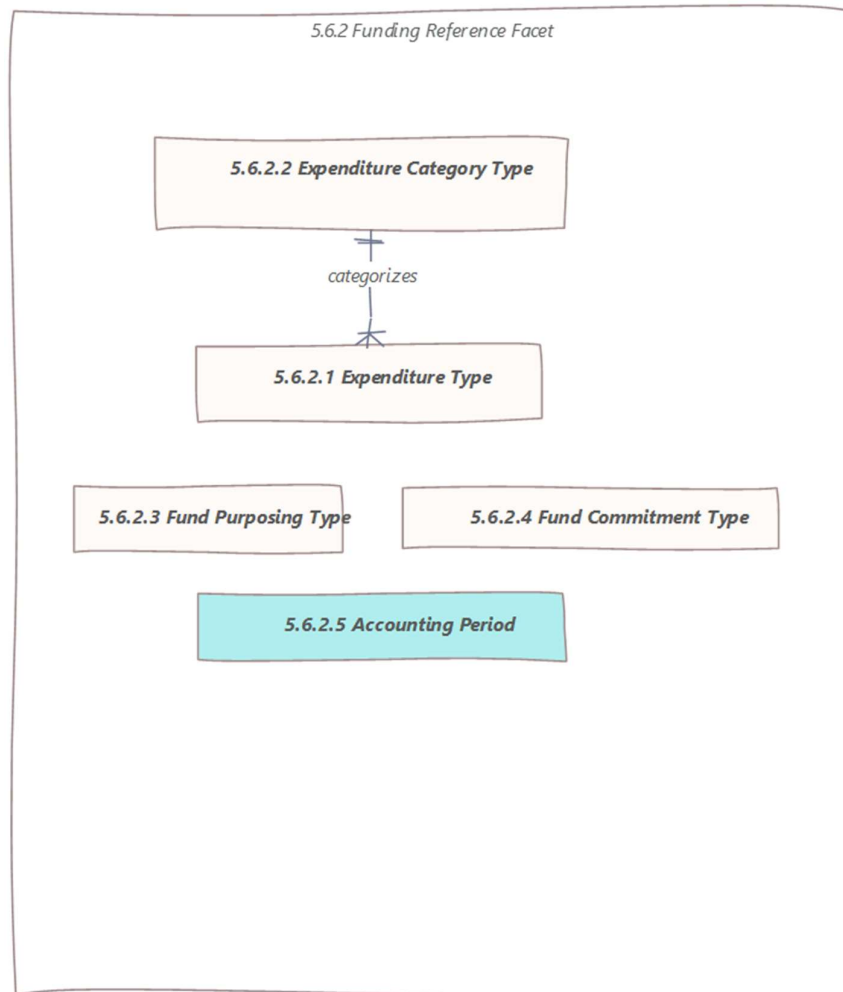 5.6.2 Funding Reference Facet
5.6.2.2 Expenditure Category Type
categorizes
5.6.2.1 Expenditure Type
5.6.2.3 Fund Purposing Type
5.6.2.4 Fund Commitment Type
5.6.2.5 Accounting Period